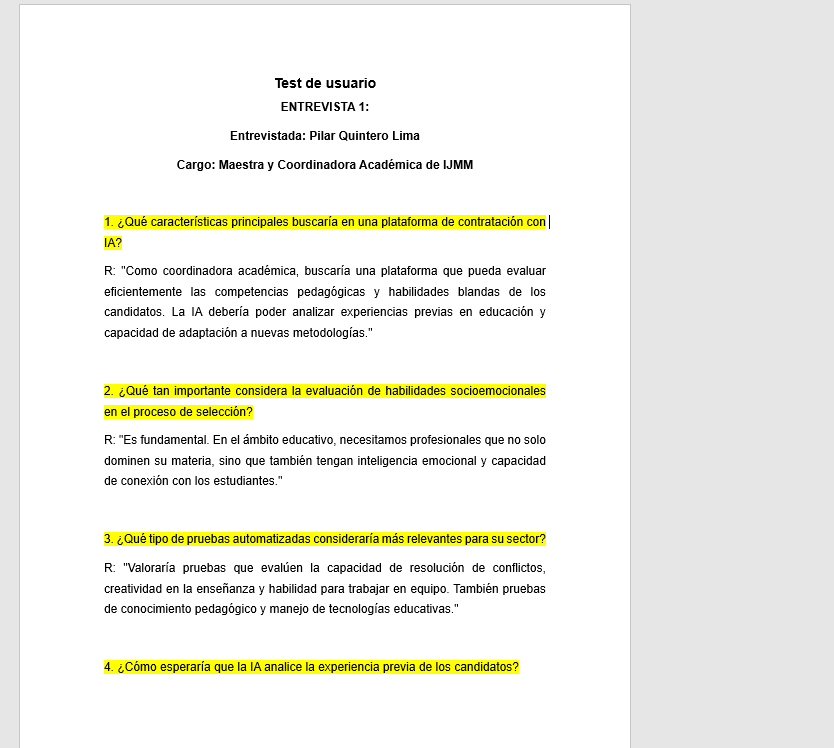 Test de usuario
ENTREVISTA 1:
Entrevistada: Pilar Quintero Lima
Cargo: Maestra y Coordinadora Académica de IJMM
1. ¿Qué características principales buscaría en una plataforma de contratación con
IA?
R: "Como coordinadora académica, buscaría una plataforma que pueda evaluar
eficientemente las competencias pedagógicas y habilidades blandas de los
candidatos. La IA debería poder analizar experiencias previas en educación y
capacidad de adaptación a nuevas metodologías."
2. ¿Qué tan importante considera la evaluación de habilidades socioemocionales
en el proceso de selección?
R: "Es fundamental. En el ámbito educativo, necesitamos profesionales que no solo
dominen su materia, sino que también tengan inteligencia emocional y capacidad
de conexión con los estudiantes."
3. ¿Qué tipo de pruebas automatizadas consideraría más relevantes para su sector?
R: "Valoraría pruebas que evalúen la capacidad de resolución de conflictos,
creatividad en la enseñanza y habilidad para trabajar en equipo. También pruebas
de conocimiento pedagógico y manejo de tecnologías educativas."
4. ¿Cómo esperaría que la IA analice la experiencia previa de los candidatos?